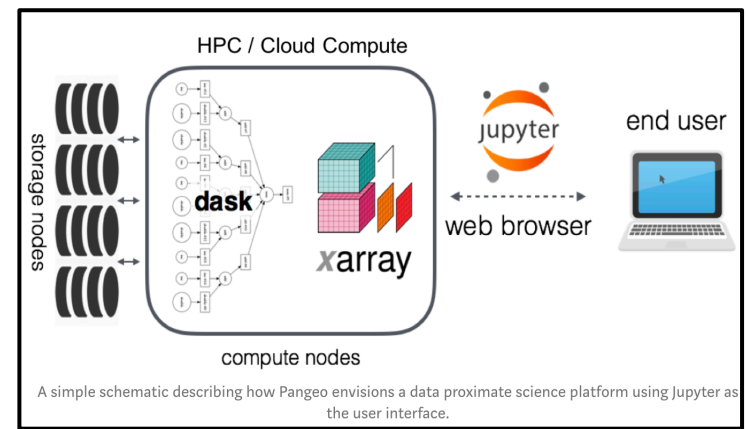 HPC / Cloud Compute
storage nodes
dask
xarray
compute nodes
jupyter
web browser
end user
A simple schematic describing how Pangeo envisions a data proximate science platform using Jupyter as
the user interface.